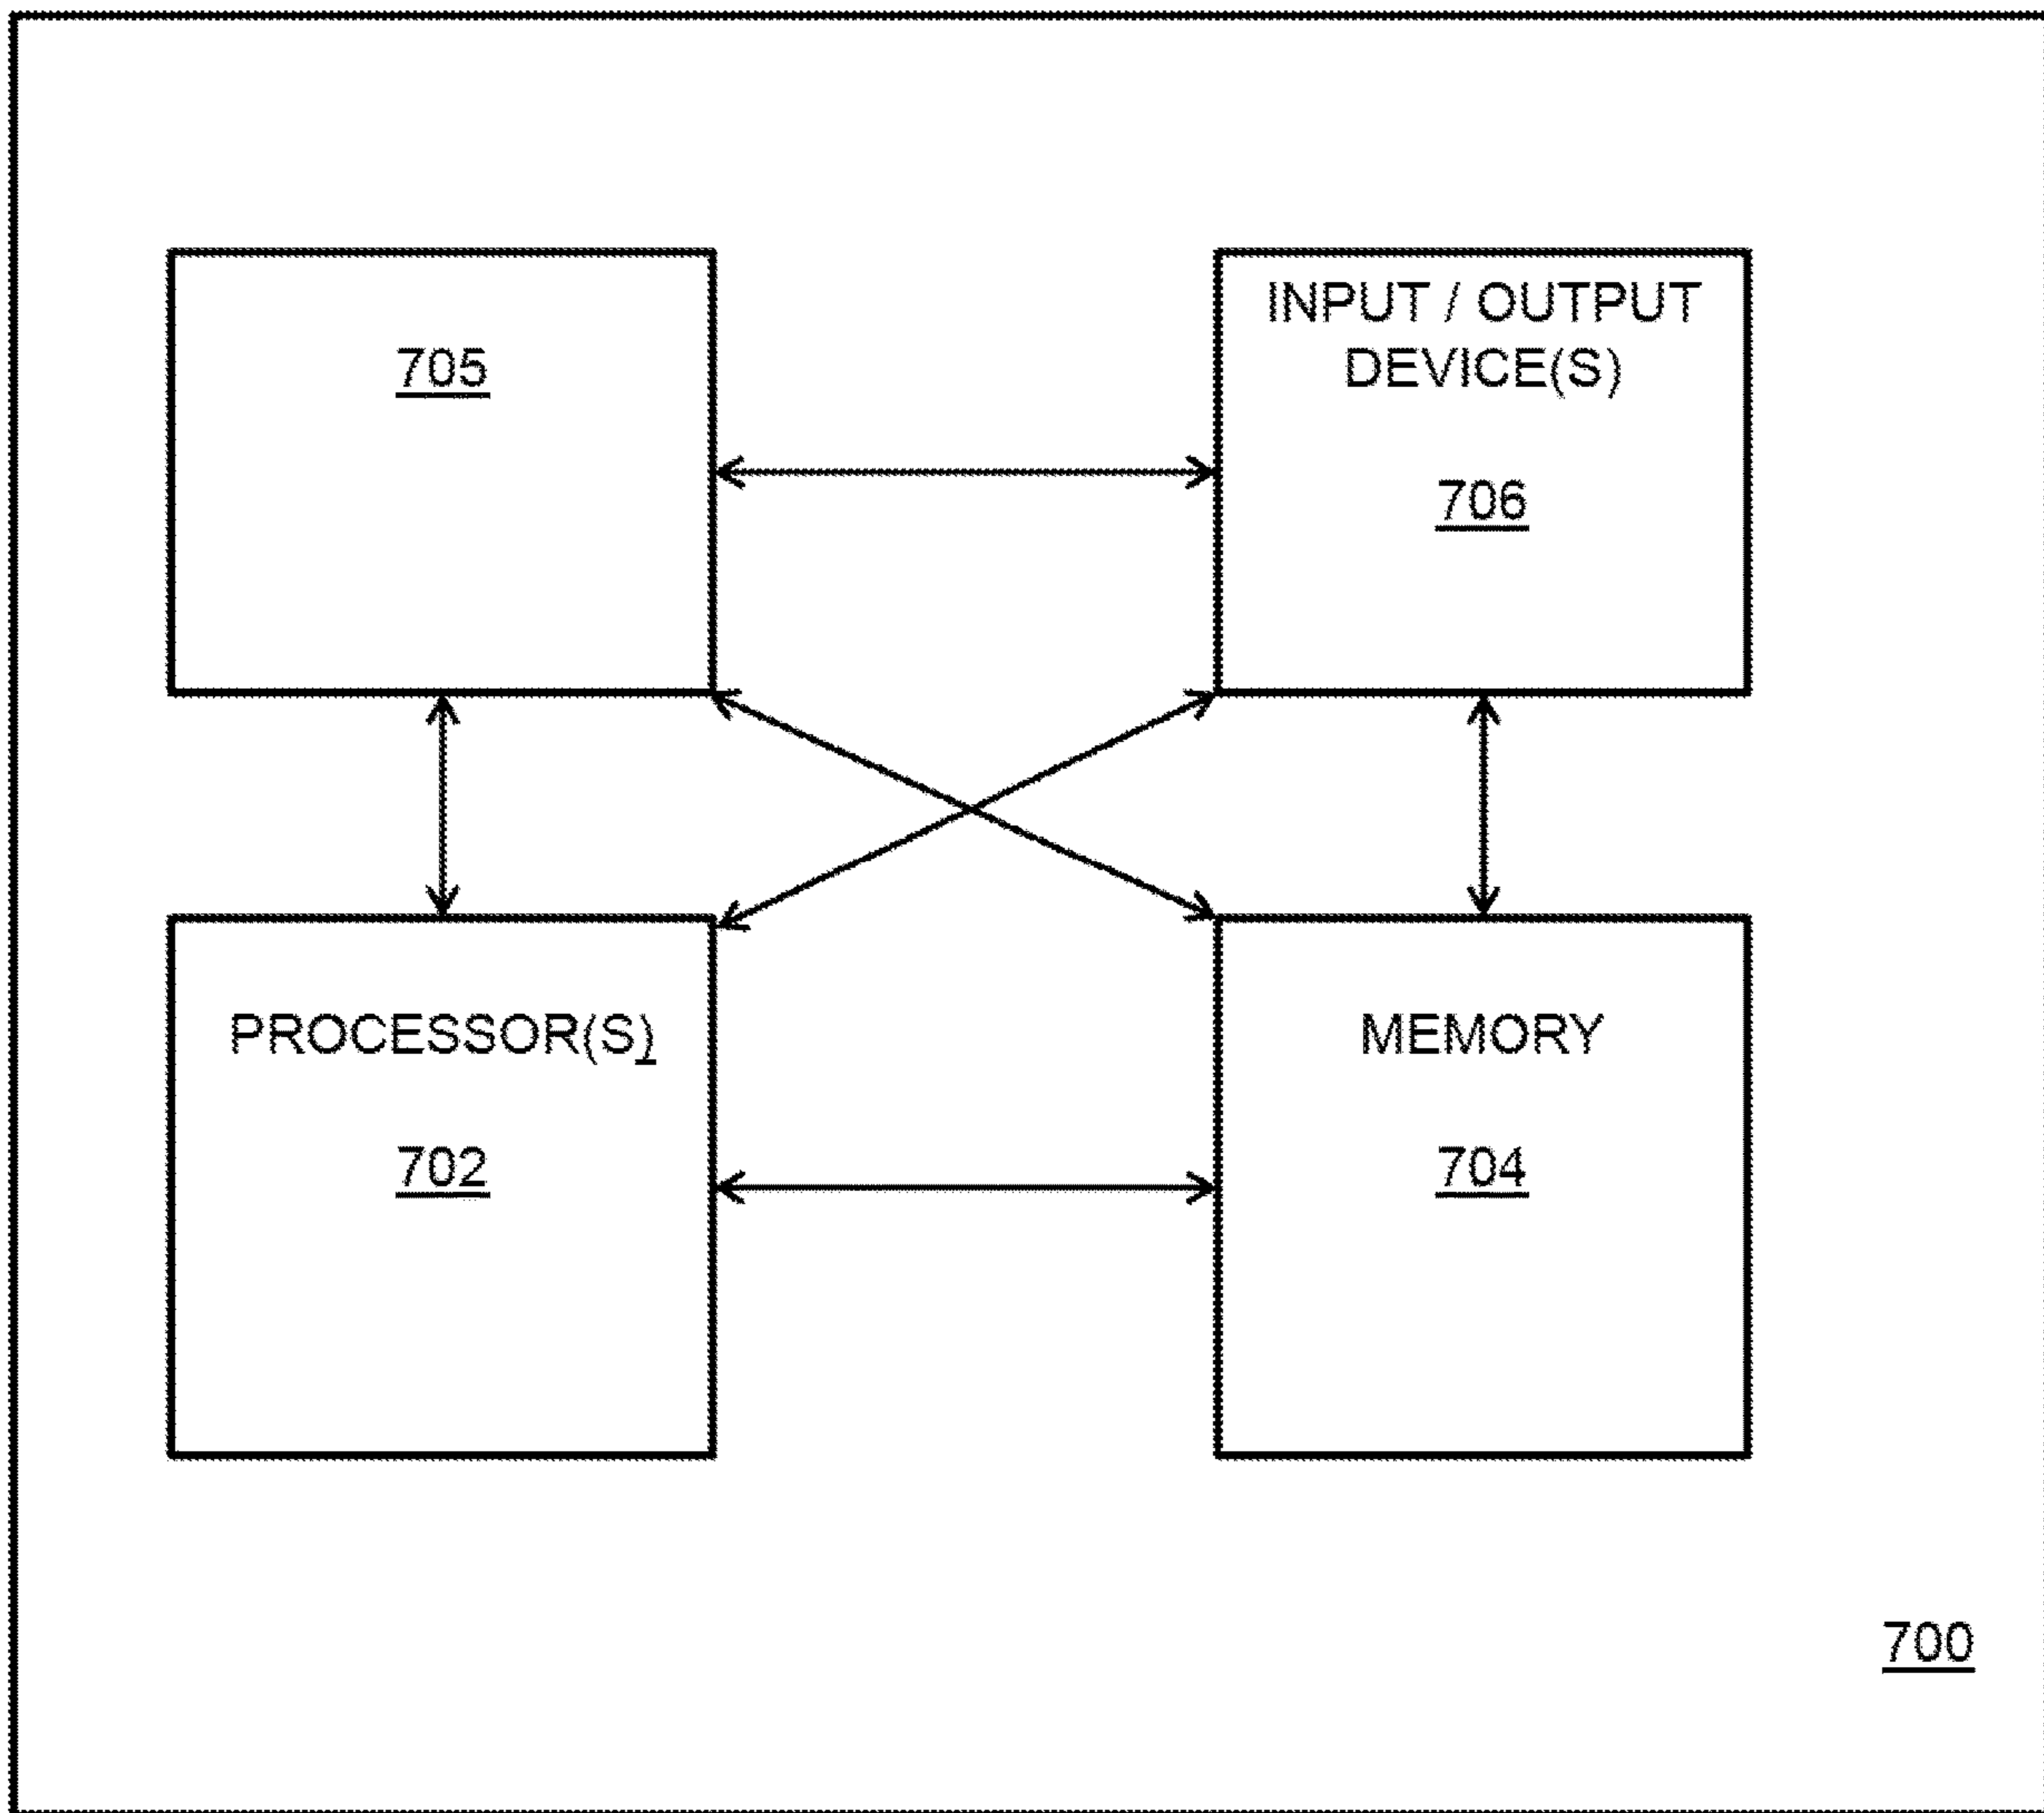 705
INPUT / OUTPUT
DEVICE(S)
706
PROCESSOR(S)
702
MEMORY
704
700